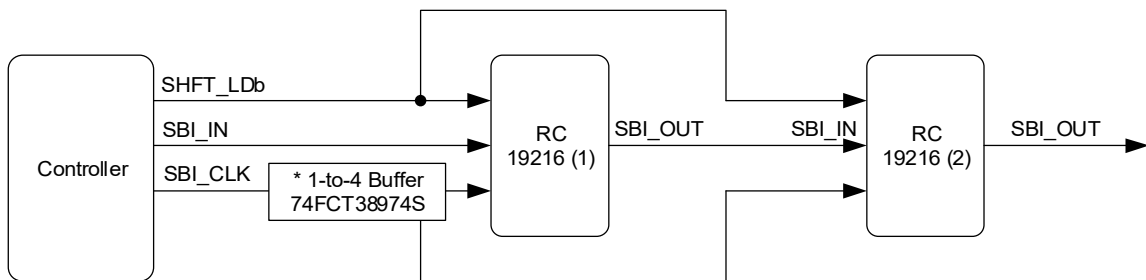 SHFT_LDb
SBI_IN
SBI_CLK
Controller
* 1-to-4 Buffer
74FCT38974S
RC
19216 (1)
SBI_OUT
SBI_IN
RC
19216 (2)
SBI_OUT